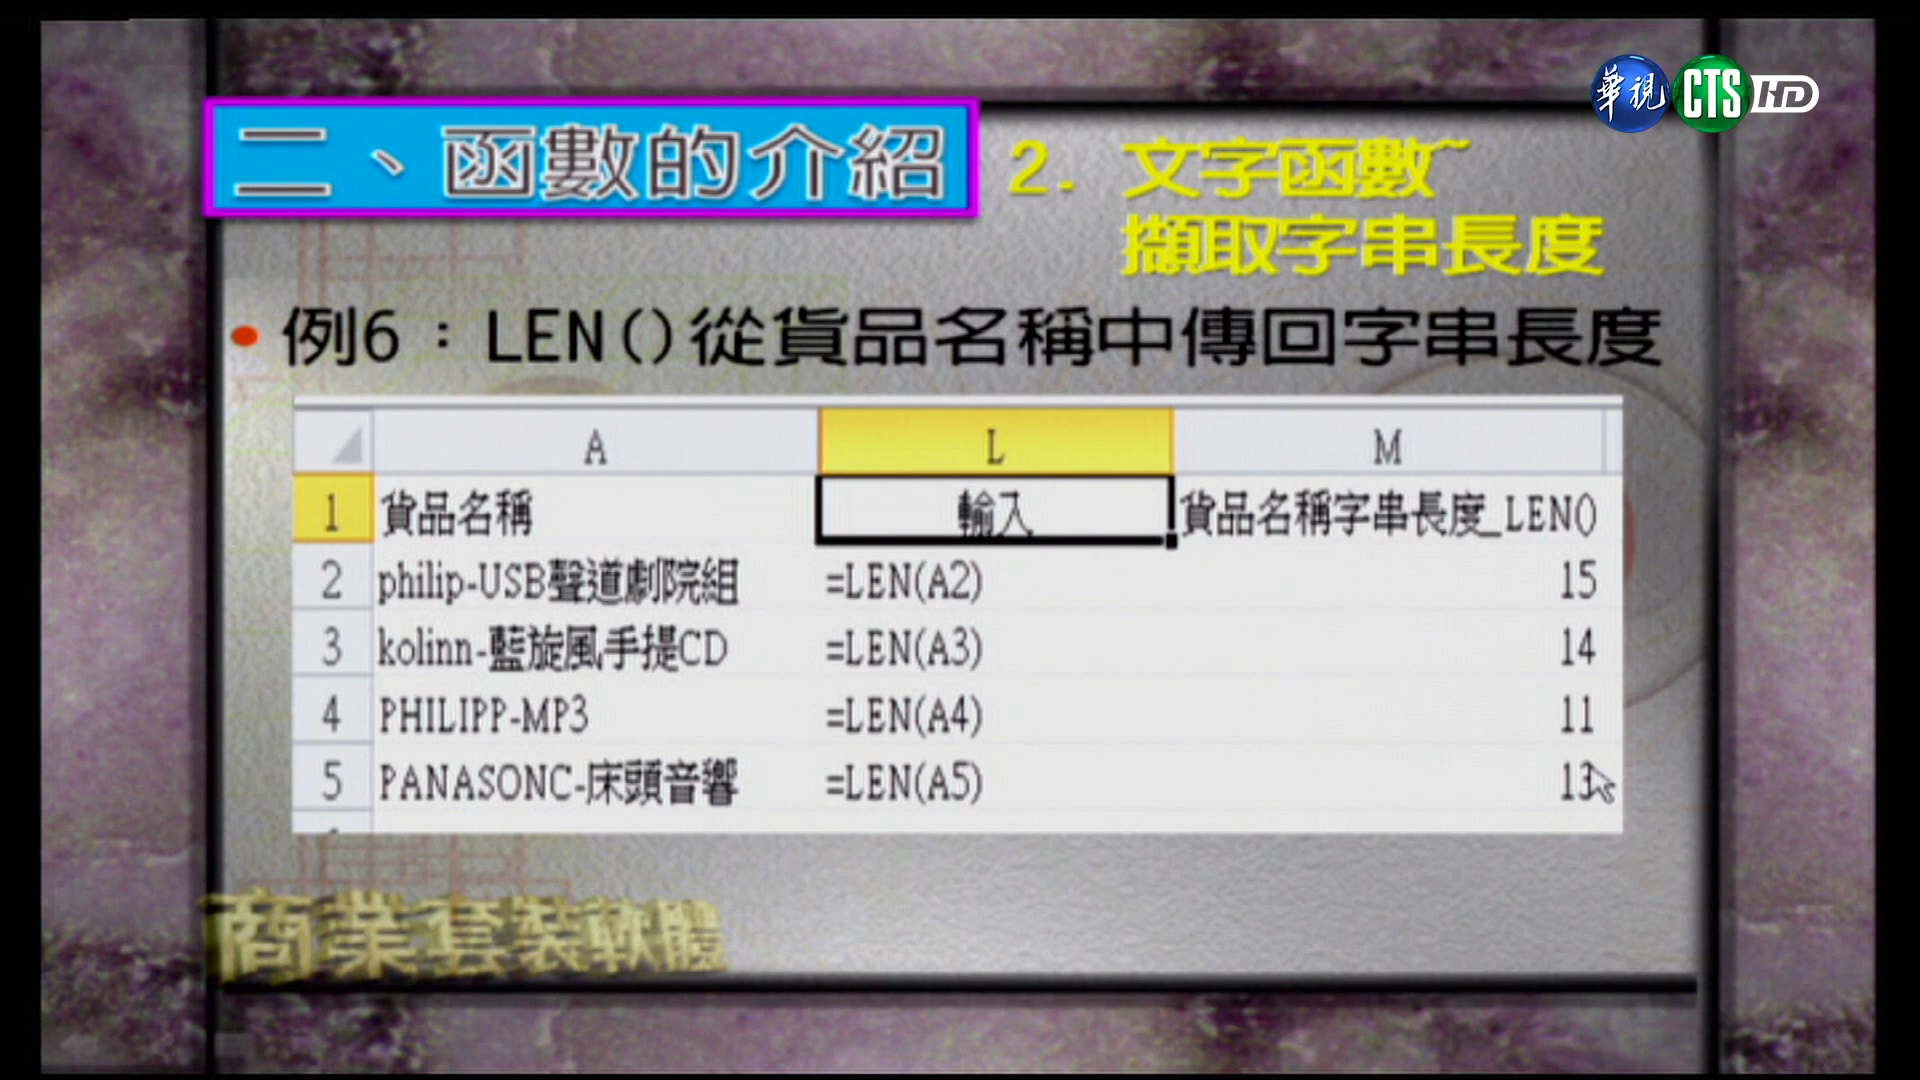 華視 CTS HD
二、函數的介紹
2. 文字函數~
擷取字串長度
• 例6：LEN()從貨品名稱中傳回字串長度
A L M
1 貨品名稱 輸入 貨品名稱字串長度_LEN()
2 philip-USB聲道劇院組 =LEN(A2) 15
3 kolinn-藍旋風手提CD =LEN(A3) 14
4 PHILIPP-MP3 =LEN(A4) 11
5 PANASONC-床頭音響 =LEN(A5) 13
商業套裝軟體